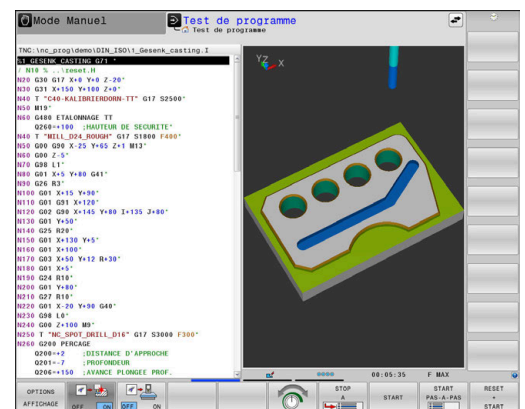 Mode Manuel
Test de programme
Test de programme
TNC:\nc_prog\demo\DIN_ISO\1_Gesenk_casting.I
%1 GESENK_CASTING G71 *
/ N10 % ..\reset.H
N20 G30 G17 X+0 Y+0 Z-20*
N30 G31 X+150 Y+100 Z+0*
N40 T "C40-KALIBRIERDORN-TT" G17 S2500*
N50 M19*
N60 G480 ETALONNAGE TT
Q260=+100 ;HAUTEUR DE SECURITE*
N40 T "MILL_D24_ROUGH" G17 S1800 F400*
N50 G00 G90 X-25 Y+65 Z+1 M13*
N60 G00 Z-5*
N70 G98 L1*
N80 G01 X+5 Y+80 G41*
N90 G26 R3*
N100 G01 X+15 Y+90*
N110 G01 G91 X+120*
N120 G02 G90 X+145 Y+80 I+135 J+80*
N130 G01 Y+50*
N140 G25 R20*
N150 G01 X+130 Y+5*
N160 G01 X+100*
N170 G03 X+50 Y+12 R+30*
N180 G01 X+5*
N190 G24 R10*
N200 G01 Y+80*
N210 G27 R10*
N220 G01 X-20 Y+90 G40*
N230 G98 L0*
N240 G00 Z+100 M9*
N250 T "NC_SPOT_DRILL_D16" G17 S3000 F300*
N260 G200 PERCAGE
Q200=+2 ;DISTANCE D'APPROCHE
Q201=-7 ;PROFONDEUR
Q206=+150 ;AVANCE PLONGEE PROF.
YZ X
00:05:35 F MAX
OPTIONS
AFFICHAGE
OFF ON
OFF ON
STOP
A
START
START
PAS-A-PAS
RESET
+
START